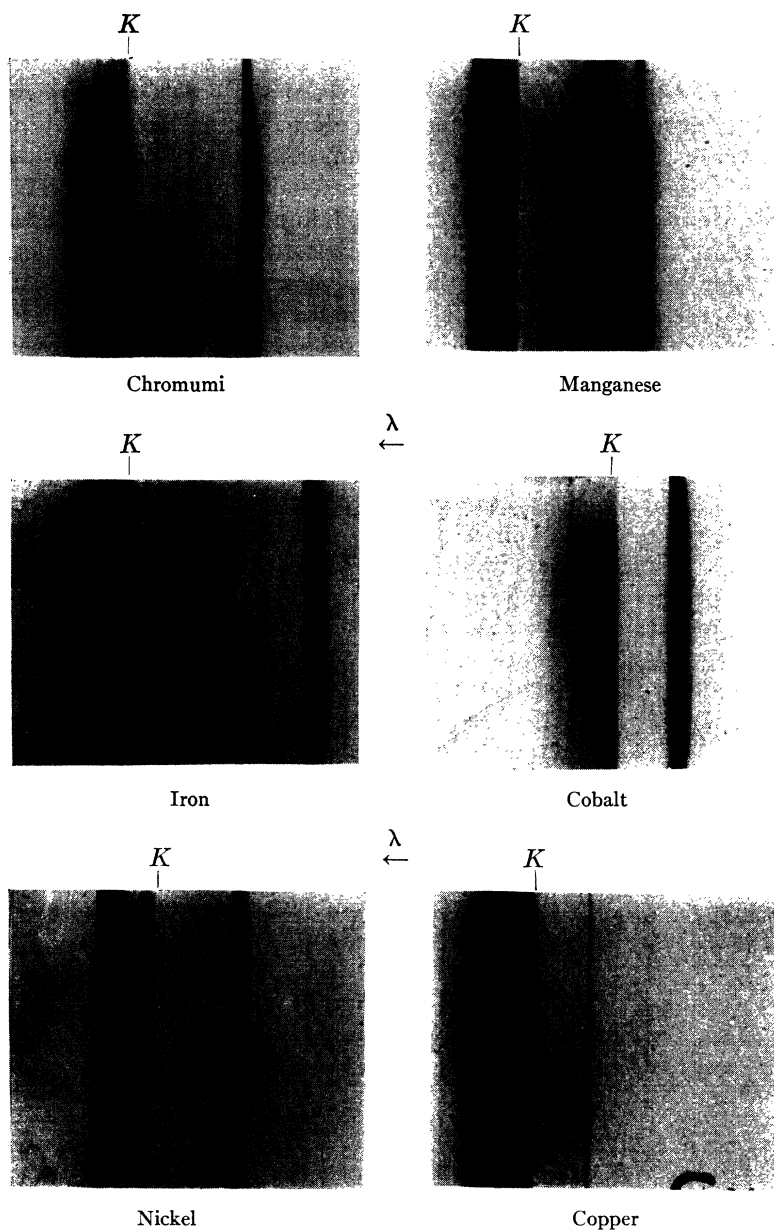 K K
Chromumi Manganese
λ
←
K K
Iron Cobalt
λ
←
K K
Nickel Copper